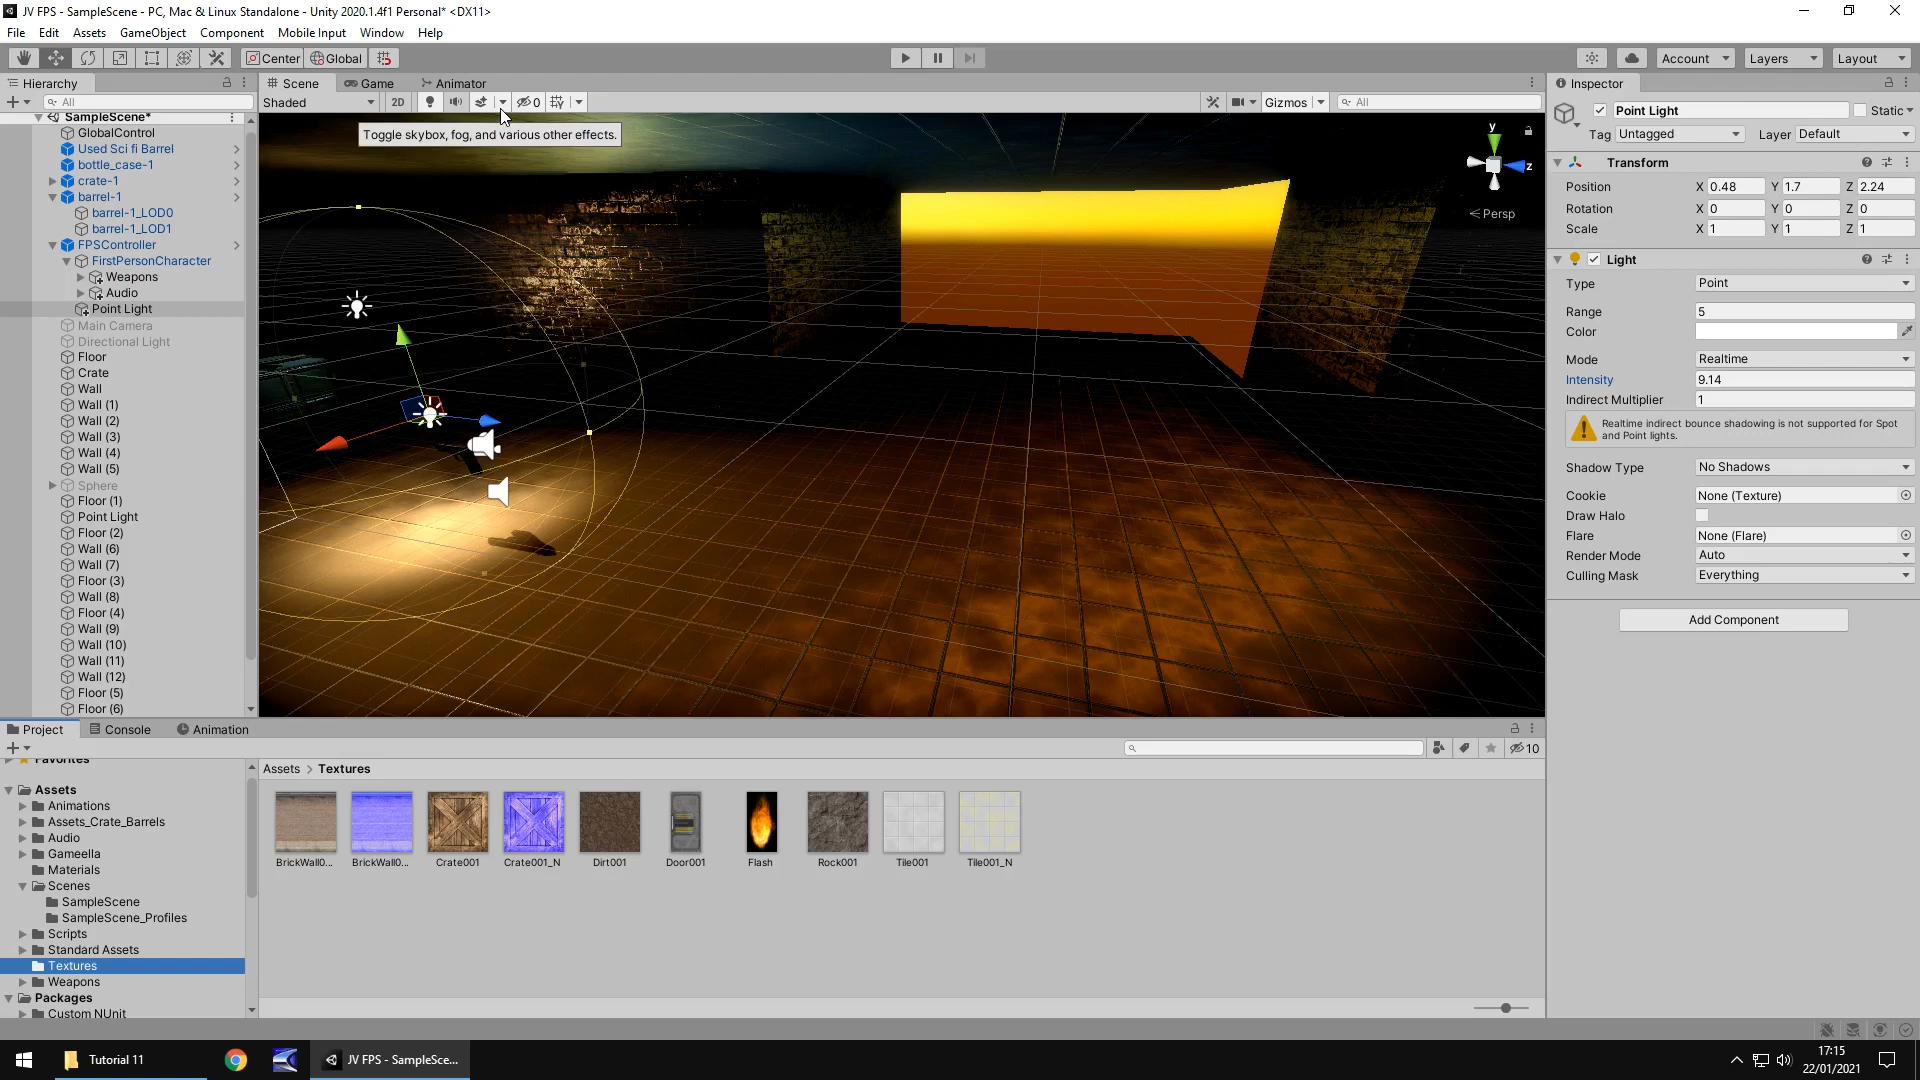 JV FPS - SampleScene - PC, Mac & Linux Standalone - Unity 2020.1.4f1 Personal* <DX11>
File Edit Assets GameObject Component Mobile Input Window Help
Center Global Account Layers Layout
Hierarchy
All
SampleScene*
GlobalControl
Used Sci fi Barrel
bottle_case-1
crate-1
barrel-1
barrel-1_LOD0
barrel-1_LOD1
FPSController
FirstPersonCharacter
Weapons
Audio
Point Light
Main Camera
Directional Light
Floor
Crate
Wall
Wall (1)
Wall (2)
Wall (3)
Wall (4)
Wall (5)
Sphere
Floor (1)
Point Light
Floor (2)
Wall (6)
Wall (7)
Floor (3)
Wall (8)
Floor (4)
Wall (9)
Wall (10)
Wall (11)
Wall (12)
Floor (5)
Floor (6)
Scene Game Animator
Shaded 2D 0 Gizmos All
Toggle skybox, fog, and various other effects.
y
z
Persp
Inspector
Point Light Static
Tag Untagged Layer Default
Transform
Position X 0.48 Y 1.7 Z 2.24
Rotation X 0 Y 0 Z 0
Scale X 1 Y 1 Z 1
Light
Type Point
Range 5
Color
Mode Realtime
Intensity 9.14
Indirect Multiplier 1
Realtime indirect bounce shadowing is not supported for Spot
and Point lights.
Shadow Type No Shadows
Cookie None (Texture)
Draw Halo
Flare None (Flare)
Render Mode Auto
Culling Mask Everything
Add Component
Project Console Animation
10
Favorites
Assets
Animations
Assets_Crate_Barrels
Audio
Gameella
Materials
Scenes
SampleScene
SampleScene_Profiles
Scripts
Standard Assets
Textures
Weapons
Packages
Custom NUnit
Assets > Textures
BrickWall0... BrickWall0... Crate001 Crate001_N Dirt001 Door001 Flash Rock001 Tile001 Tile001_N
Tutorial 11
JV FPS - SampleSce...
17:15
22/01/2021